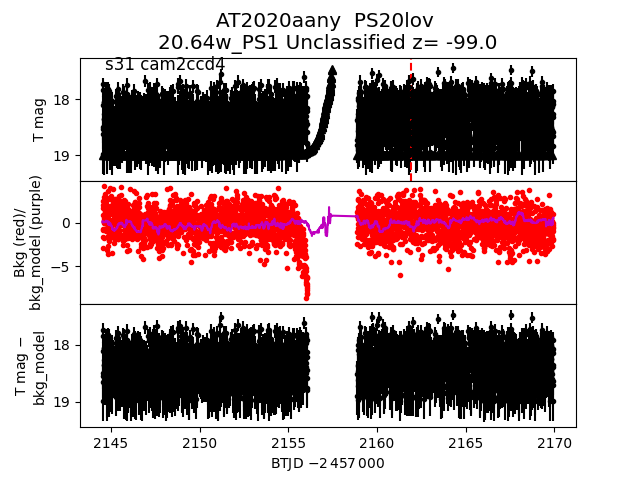 AT2020aany  PS20lov
20.64w_PS1 Unclassified z= -99.0
s31 cam2ccd4
18
19
T mag
0
−5
Bkg (red)/
bkg_model (purple)
18
19
T mag −
bkg_model
2145
2150
2155
2160
2165
2170
BTJD −2 457 000